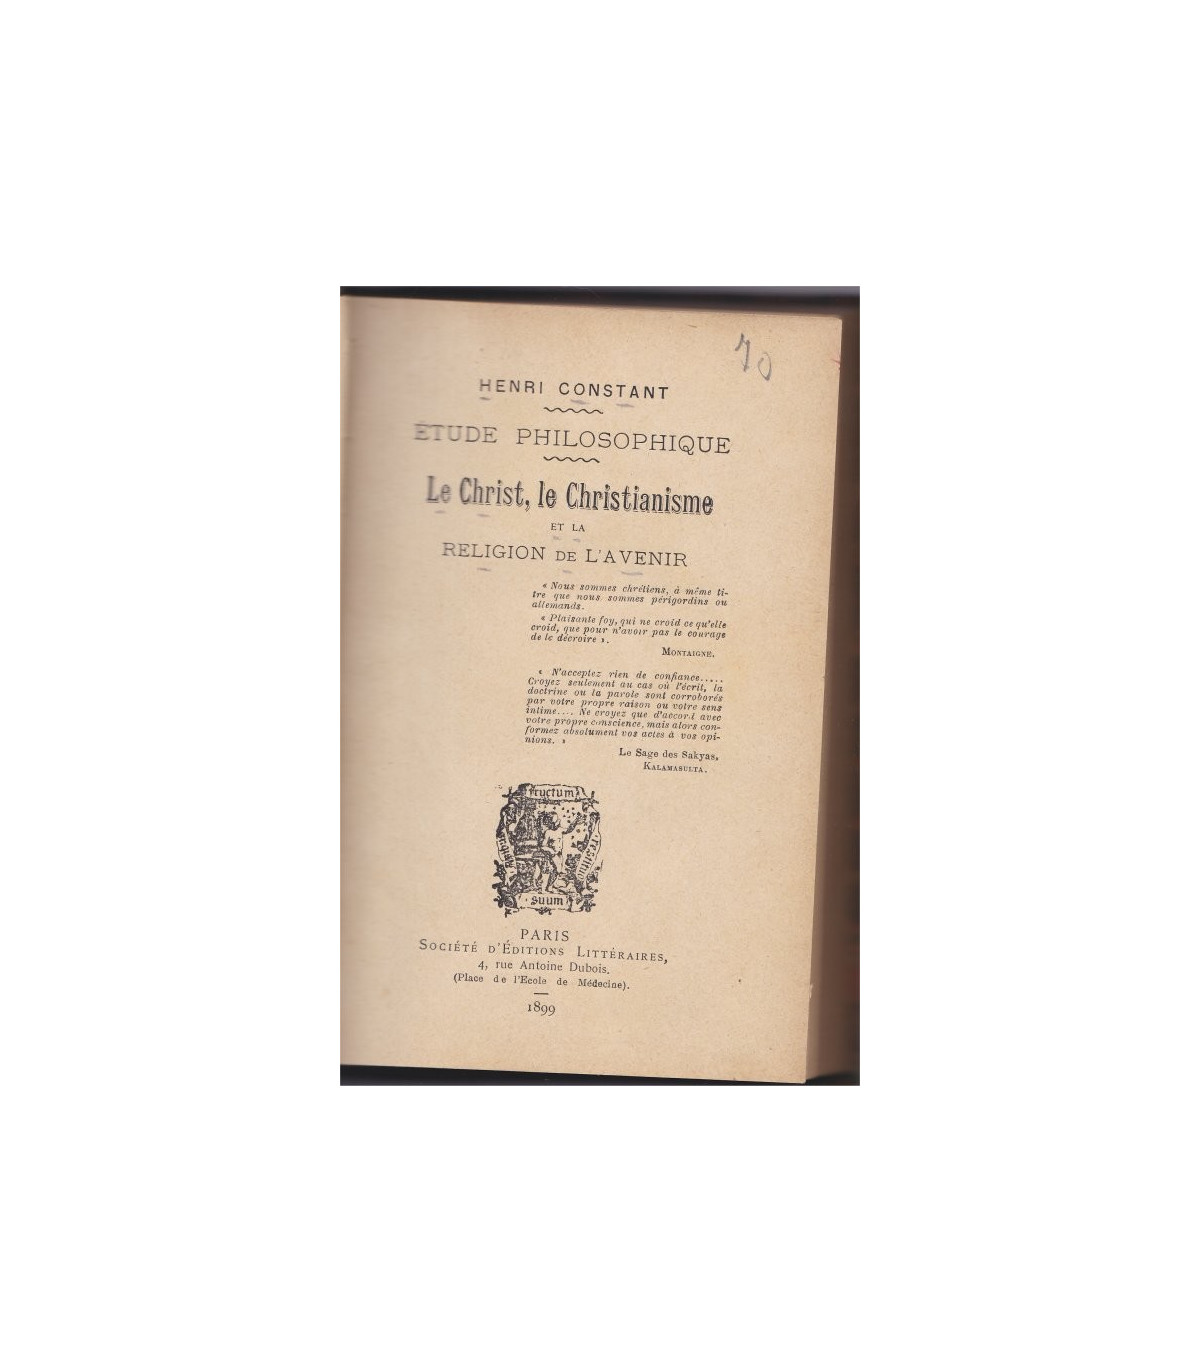 70
HENRI CONSTANT
ÉTUDE PHILOSOPHIQUE
Le Christ, le Christianisme
ET LA
RELIGION DE L'AVENIR
« Nous sommes chrétiens, à même ti-
tre que nous sommes périgordins ou
allemands.
« Plaisante foy, qui ne croid ce qu'elle
croid, que pour n'avoir pas le courage
de le décroire ».
MONTAIGNE.
« N'acceptez rien de confiance.....
Croyez seulement au cas où l'écrit, la
doctrine ou la parole sont corroborés
par votre propre raison ou votre sens
intime.... Ne croyez que d'accord avec
votre propre conscience, mais alors con-
formez absolument vos actes à vos opi-
nions. »
Le Sage des Sakyas,
KALAMASULTA.
fructum
restituo
suum
PARIS
SOCIÉTÉ D'ÉDITIONS LITTÉRAIRES,
4, rue Antoine Dubois.
(Place de l'Ecole de Médecine).
1899